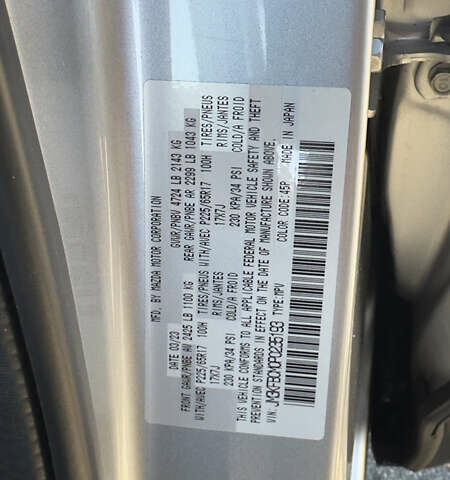 MFD. BY MAZDA MOTOR CORPORATION
DATE 03/23 GVWR/PNBV 4724 LB 2143 KG
FRONT GAWR/PNBE AV 2425 LB 1100 KG REAR GAWR/PNBE AR 2299 LB 1043 KG
WITH/AVEC P225/65R17 100H TIRES/PNEUS WITH/AVEC P225/65R17 100H TIRES/PNEUS
17X7J RIMS/JANTES 17X7J RIMS/JANTES
230 KPA/34 PSI COLD/A FROID 230 KPA/34 PSI COLD/A FROID
THIS VEHICLE CONFORMS TO ALL APPLICABLE FEDERAL MOTOR VEHICLE SAFETY AND THEFT
PREVENTION STANDARDS IN EFFECT ON THE DATE OF MANUFACTURE SHOWN ABOVE.
VIN: TYPE:MPV COLOR:45P MADE IN JAPAN